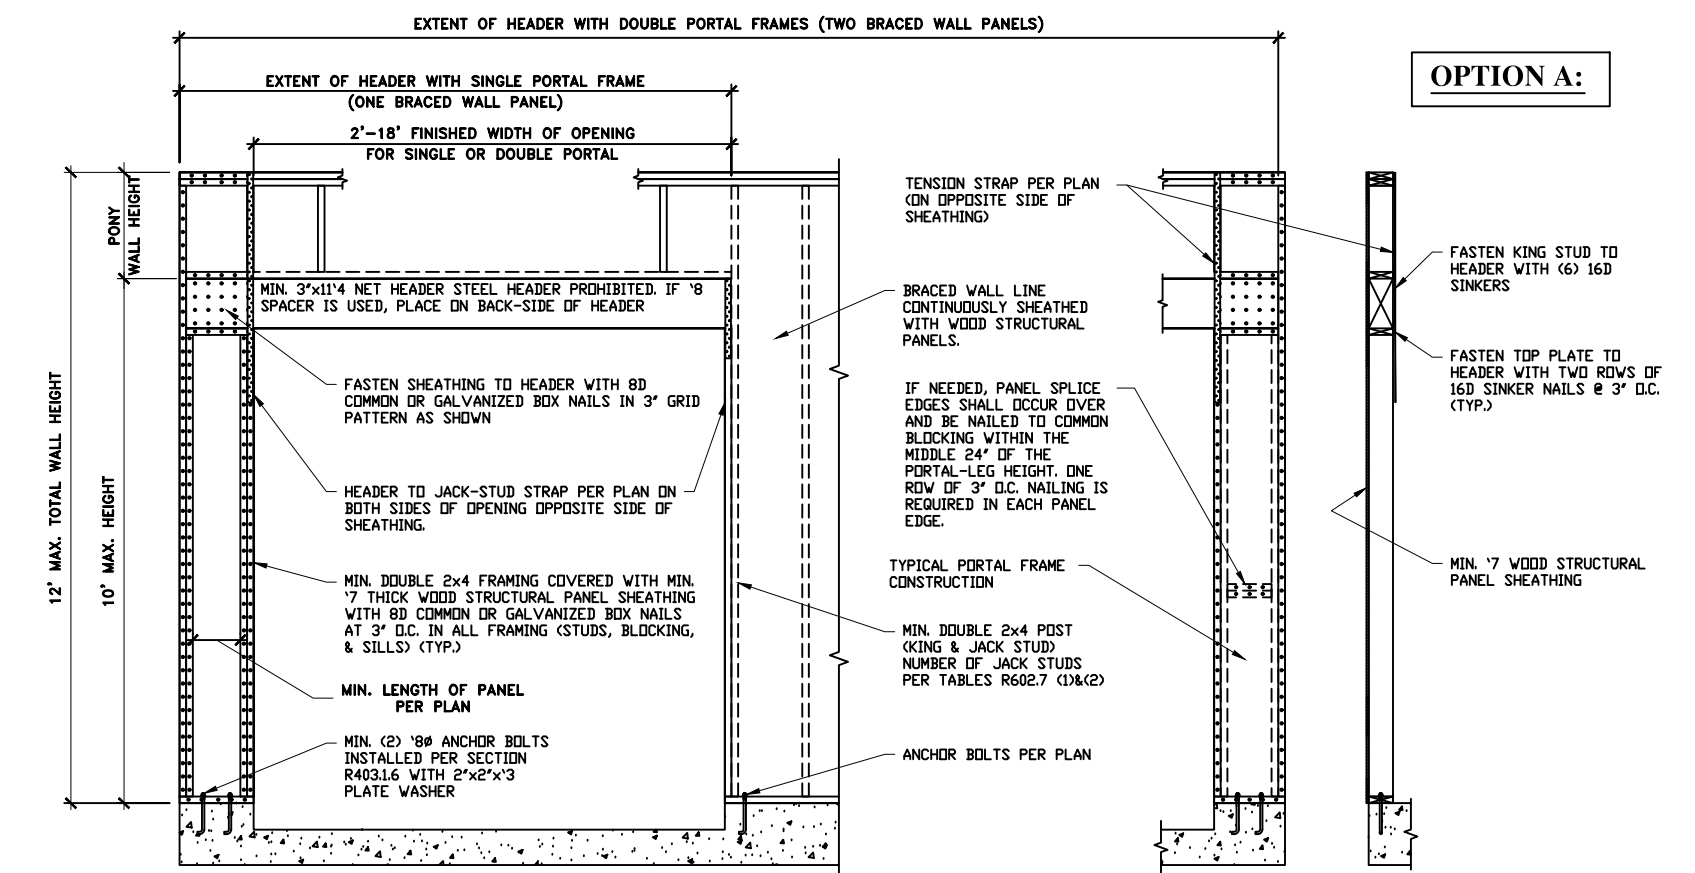 EXTENT OF HEADER WITH DOUBLE PORTAL FRAMES (TWO BRACED WALL PANELS)
OPTION A:
EXTENT OF HEADER WITH SINGLE PORTAL FRAME
(ONE BRACED WALL PANEL)
2'-18' FINISHED WIDTH OF OPENING
FOR SINGLE OR DOUBLE PORTAL
PONY
WALL HEIGHT
12' MAX. TOTAL WALL HEIGHT
10' MAX. HEIGHT
MIN. 3"x11'4 NET HEADER STEEL HEADER PROHIBITED. IF '8
SPACER IS USED, PLACE ON BACK-SIDE OF HEADER
FASTEN SHEATHING TO HEADER WITH 8D
COMMON OR GALVANIZED BOX NAILS IN 3" GRID
PATTERN AS SHOWN
HEADER TO JACK-STUD STRAP PER PLAN ON
BOTH SIDES OF OPENING OPPOSITE SIDE OF
SHEATHING.
MIN. DOUBLE 2x4 FRAMING COVERED WITH MIN.
'7 THICK WOOD STRUCTURAL PANEL SHEATHING
WITH 8D COMMON OR GALVANIZED BOX NAILS
AT 3" O.C. IN ALL FRAMING (STUDS, BLOCKING,
& SILLS) (TYP.)
MIN. LENGTH OF PANEL
PER PLAN
MIN. (2) '8Ø ANCHOR BOLTS
INSTALLED PER SECTION
R403.1.6 WITH 2"x2"x'3
PLATE WASHER
TENSION STRAP PER PLAN
(ON OPPOSITE SIDE OF
SHEATHING)
BRACED WALL LINE
CONTINUOUSLY SHEATHED
WITH WOOD STRUCTURAL
PANELS.
IF NEEDED, PANEL SPLICE
EDGES SHALL OCCUR OVER
AND BE NAILED TO COMMON
BLOCKING WITHIN THE
MIDDLE 24" OF THE
PORTAL-LEG HEIGHT. ONE
ROW OF 3" O.C. NAILING IS
REQUIRED IN EACH PANEL
EDGE.
TYPICAL PORTAL FRAME
CONSTRUCTION
MIN. DOUBLE 2x4 POST
(KING & JACK STUD)
NUMBER OF JACK STUDS
PER TABLES R602.7 (1)&(2)
ANCHOR BOLTS PER PLAN
FASTEN KING STUD TO
HEADER WITH (6) 16D
SINKERS
FASTEN TOP PLATE TO
HEADER WITH TWO ROWS OF
16D SINKER NAILS @ 3" O.C.
(TYP.)
MIN. '7 WOOD STRUCTURAL
PANEL SHEATHING